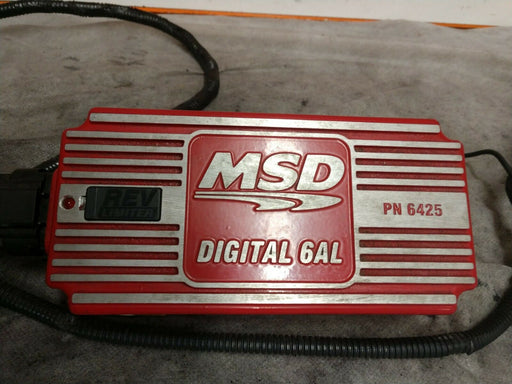 MSD
REV
LIMITER
PN 6425
DIGITAL 6AL